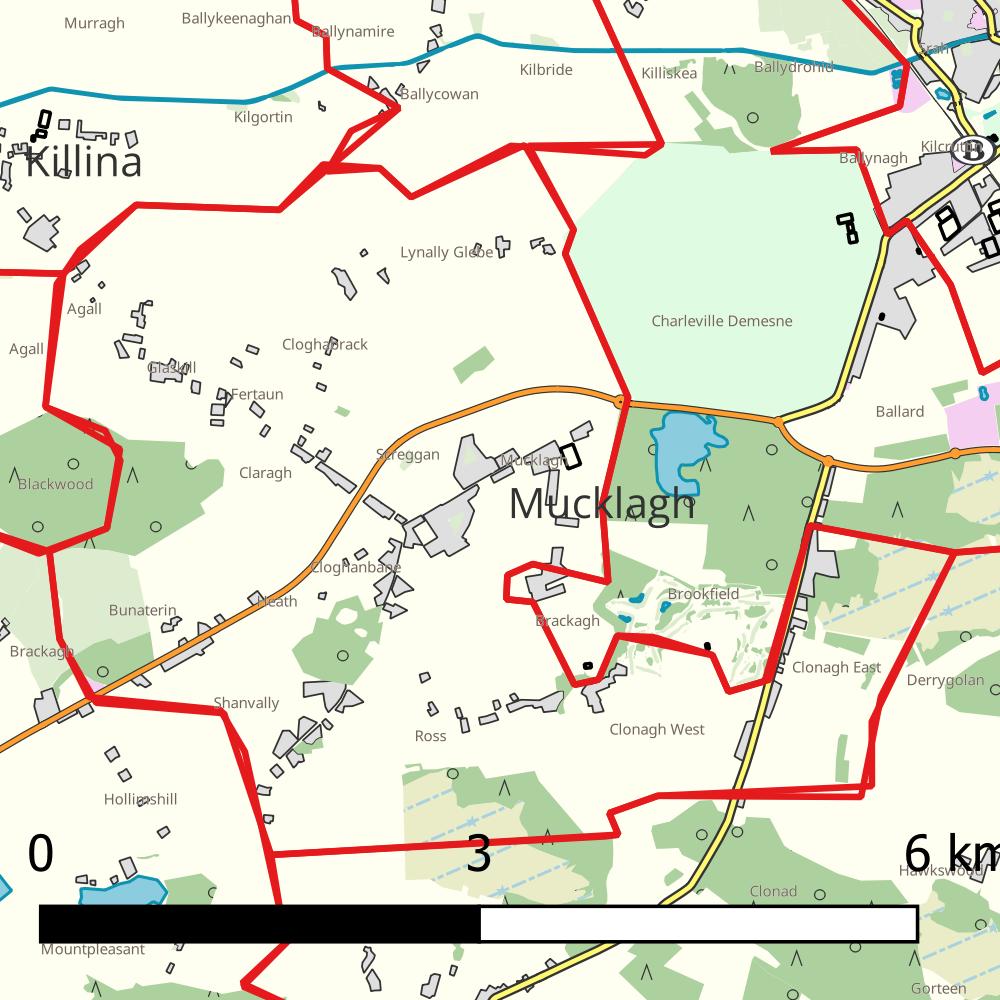 Murragh
Ballykeenaghan
Ballynamire
Srah
Kilbride
Killiskea
Ballydrohid
Ballycowan
Kilgortin
Killina
Ballynagh
Kilcruttin
B
Lynally Glebe
Agall
Charleville Demesne
Agall
Cloghabrack
Glaskill
Fertaun
Ballard
Streggan
Mucklagh
Claragh
Blackwood
Mucklagh
Cloghanbane
Heath
Brookfield
Bunaterin
Brackagh
Brackagh
Clonagh East
Derrygolan
Shanvally
Ross
Clonagh West
Hollimshill
0
3
6 km
Hawkswood
Clonad
Mountpleasant
Gorteen